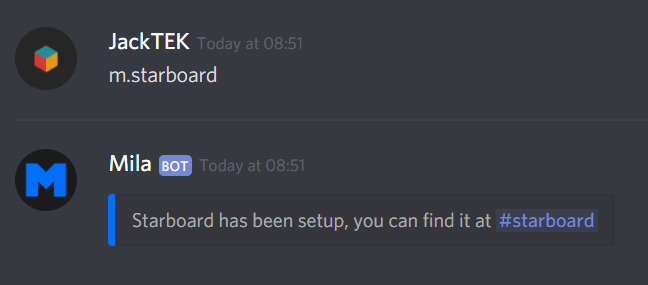 JackTEK Today at 08:51
m.starboard
M
Mila BOT Today at 08:51
Starboard has been setup, you can find it at #starboard